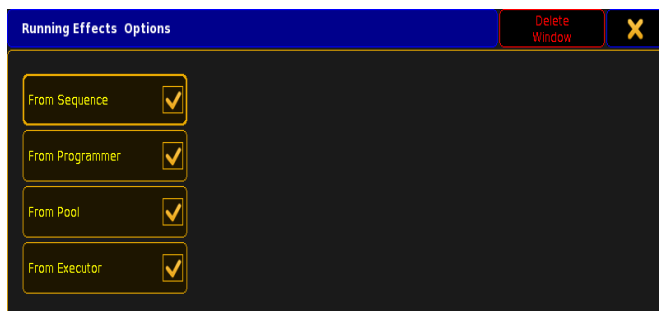 Running Effects Options
Delete
Window
From Sequence
From Programmer
From Pool
From Executor